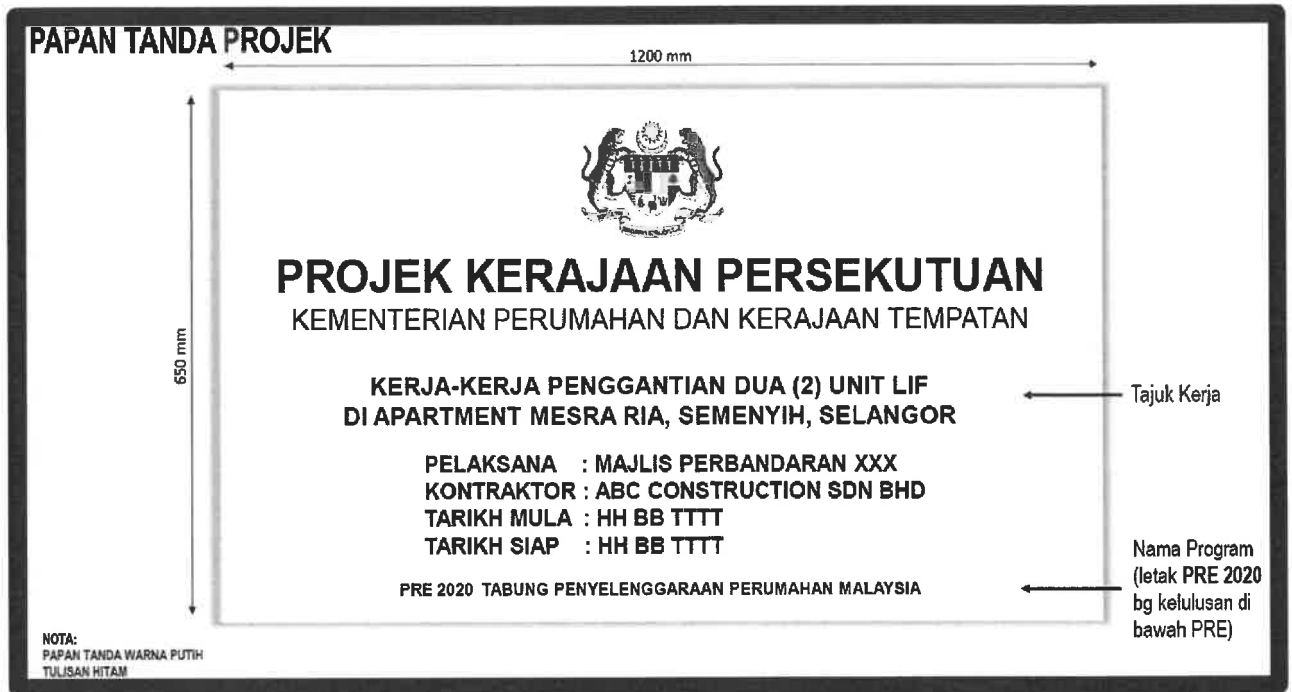 PAPAN TANDA PROJEK
1200 mm
650 mm
PROJEK KERAJAAN PERSEKUTUAN
KEMENTERIAN PERUMAHAN DAN KERAJAAN TEMPATAN
KERJA-KERJA PENGGANTIAN DUA (2) UNIT LIF
DI APARTMENT MESRA RIA, SEMENYIH, SELANGOR
Tajuk Kerja
PELAKSANA : MAJLIS PERBANDARAN XXX
KONTRAKTOR : ABC CONSTRUCTION SDN BHD
TARIKH MULA : HH BB TTTT
TARIKH SIAP : HH BB TTTT
PRE 2020 TABUNG PENYELENGGARAAN PERUMAHAN MALAYSIA
Nama Program
(letak PRE 2020
bg kelulusan di
bawah PRE)
NOTA:
PAPAN TANDA WARNA PUTIH
TULISAN HITAM